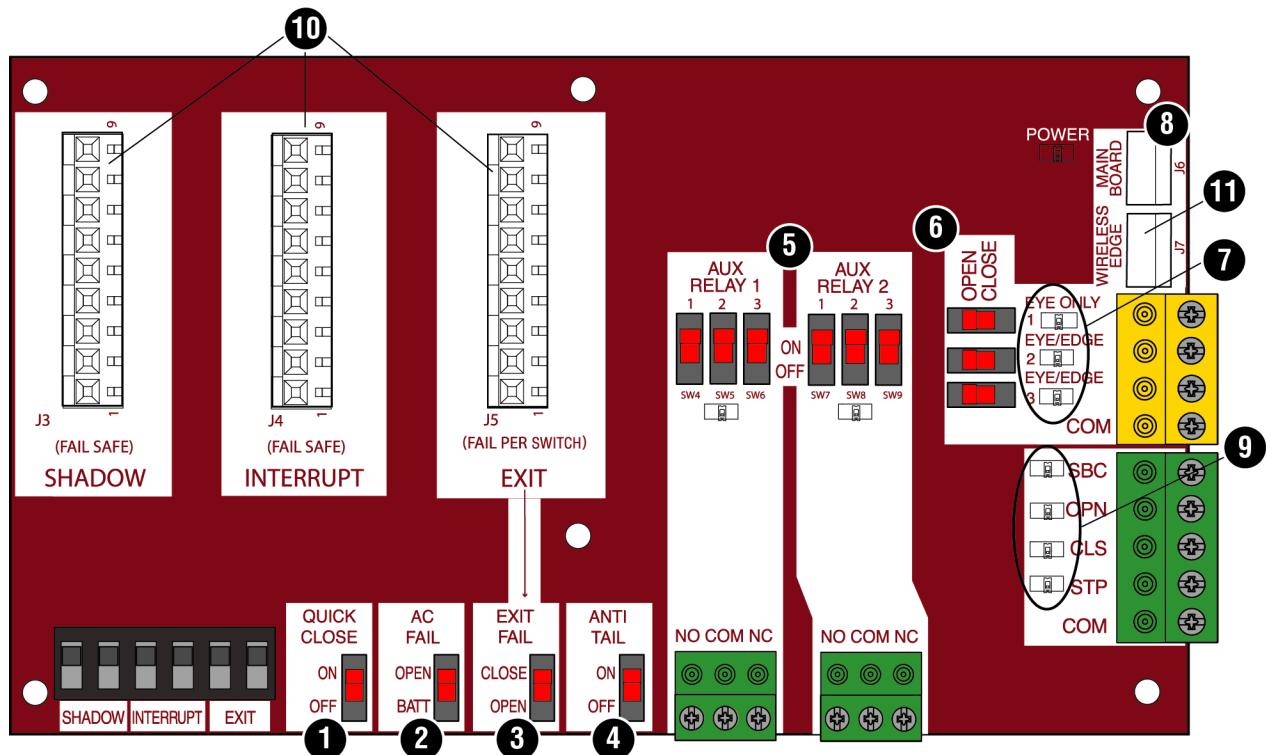 10
9
9
9
1
1
1
J3
J4
J5
(FAIL SAFE)
(FAIL SAFE)
(FAIL PER SWITCH)
SHADOW
INTERRUPT
EXIT
POWER
8
MAIN
BOARD
J6
11
WIRELESS
EDGE
J7
7
5
6
AUX
RELAY 1
1 2 3
SW4 SW5 SW6
ON
OFF
AUX
RELAY 2
1 2 3
SW7 SW8 SW9
OPEN
CLOSE
EYE ONLY
1
EYE/EDGE
2
EYE/EDGE
3
COM
9
SBC
OPN
CLS
STP
COM
SHADOW INTERRUPT EXIT
QUICK
CLOSE
ON
OFF
1
AC
FAIL
OPEN
BATT
2
EXIT
FAIL
CLOSE
OPEN
3
ANTI
TAIL
ON
OFF
4
NO COM NC
NO COM NC